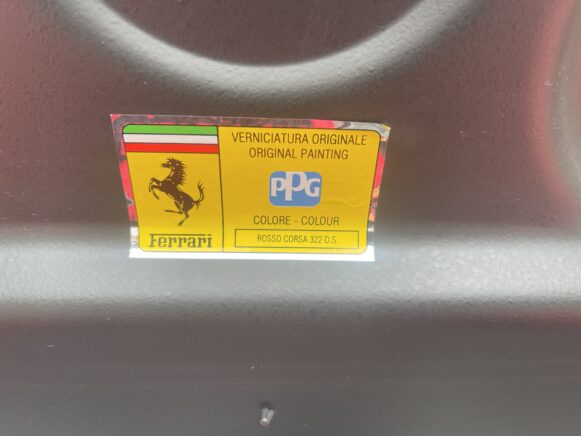 VERNICIATURA ORIGINALE
ORIGINAL PAINTING
PPG
COLORE - COLOUR
ROSSO CORSA 322 D.S.
Ferrari